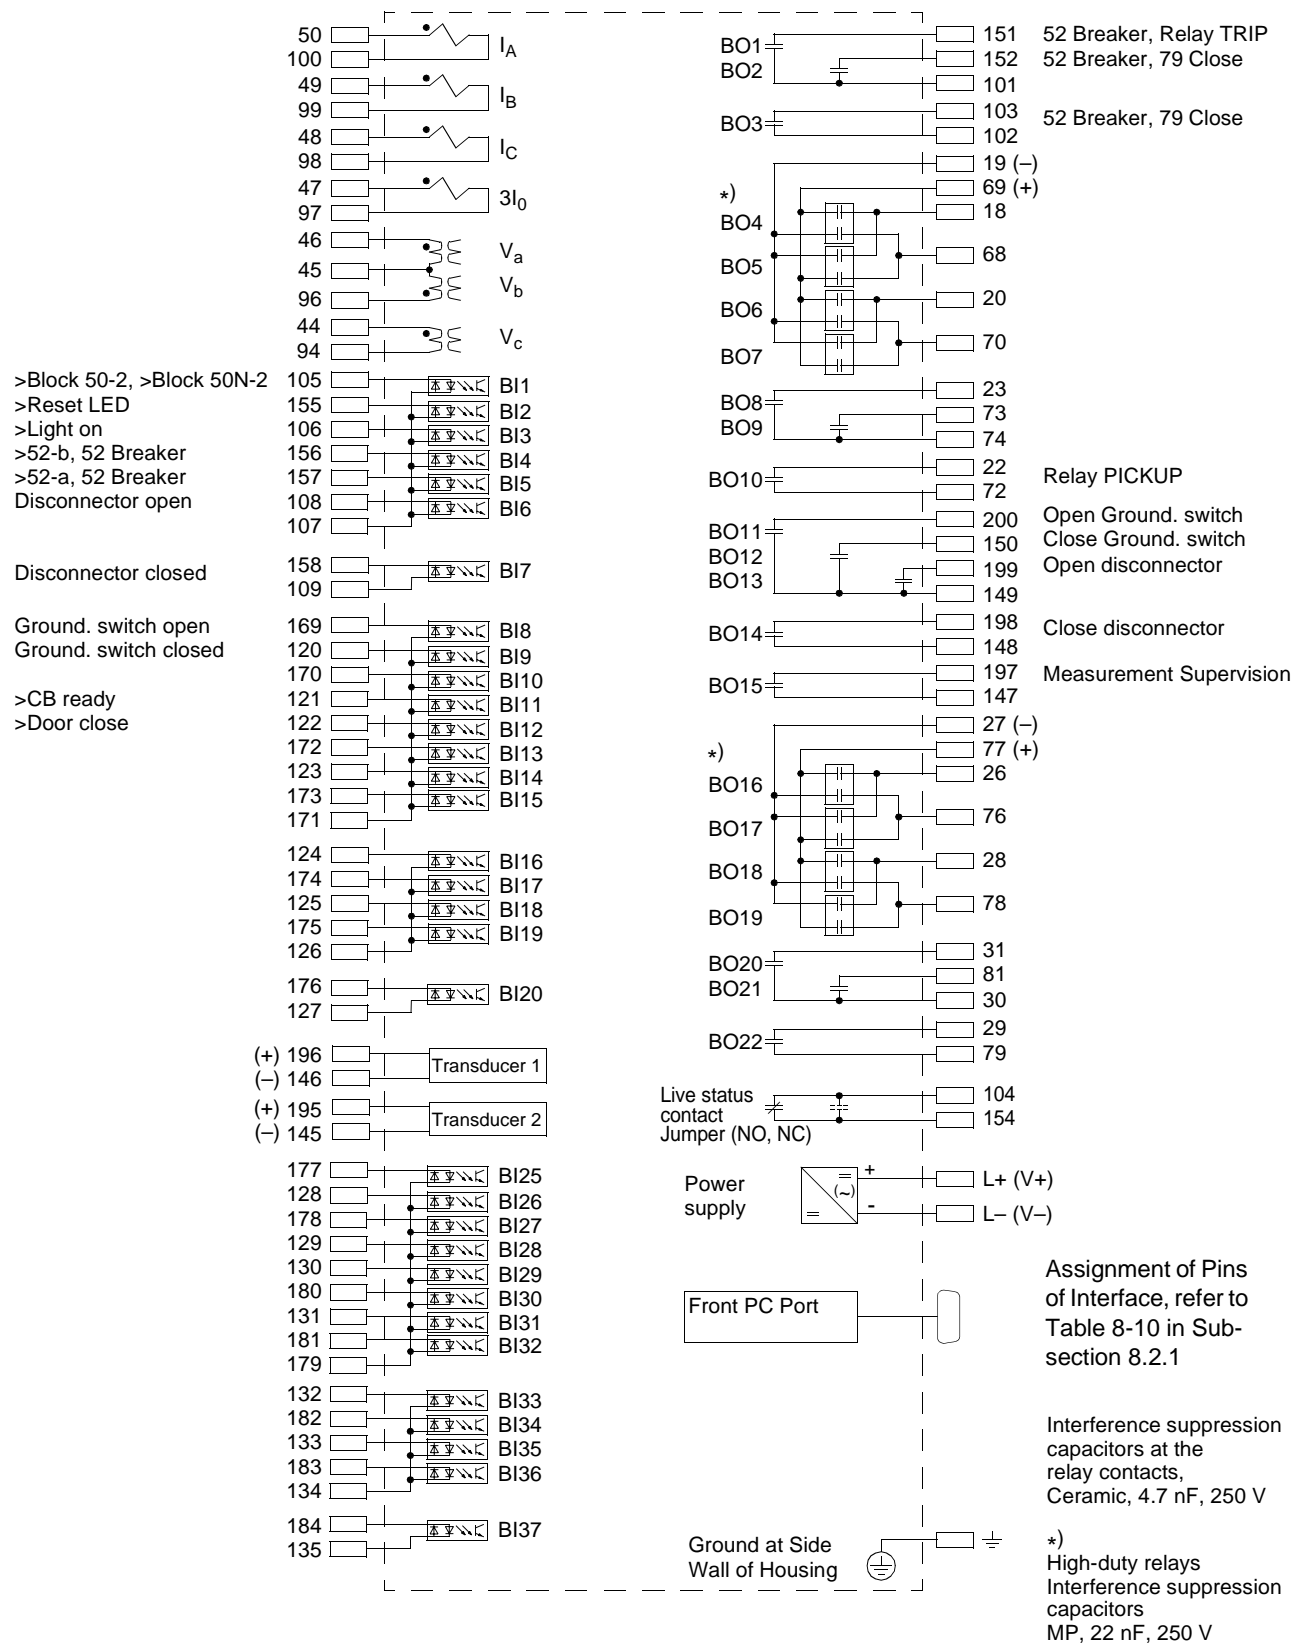 50
100
I_A
49
99
I_B
48
98
I_C
47
97
3I_0
46
45
96
V_a
V_b
44
94
V_c
>Block 50-2, >Block 50N-2 105 BI1
>Reset LED 155 BI2
>Light on 106 BI3
>52-b, 52 Breaker 156 BI4
>52-a, 52 Breaker 157 BI5
Disconnector open 108 BI6
107
Disconnector closed 158 BI7
109
Ground. switch open 169 BI8
Ground. switch closed 120 BI9
170 BI10
>CB ready 121 BI11
>Door close 122 BI12
172 BI13
123 BI14
173 BI15
171
124 BI16
174 BI17
125 BI18
175 BI19
126
176 BI20
127
(+) 196 Transducer 1
(–) 146
(+) 195 Transducer 2
(–) 145
177 BI25
128 BI26
178 BI27
129 BI28
130 BI29
180 BI30
131 BI31
181 BI32
179
132 BI33
182 BI34
133 BI35
183 BI36
134
184 BI37
135
BO1 151 52 Breaker, Relay TRIP
BO2 152 52 Breaker, 79 Close
101
BO3 103 52 Breaker, 79 Close
102
19 (–)
*) 69 (+)
BO4 18
BO5 68
BO6 20
BO7 70
BO8 23
BO9 73
74
BO10 22 Relay PICKUP
72
BO11 200 Open Ground. switch
BO12 150 Close Ground. switch
BO13 199 Open disconnector
149
BO14 198 Close disconnector
148
BO15 197 Measurement Supervision
147
27 (–)
*) 77 (+)
BO16 26
BO17 76
BO18 28
BO19 78
BO20 31
BO21 81
30
BO22 29
79
Live status
contact
Jumper (NO, NC)
104
154
Power
supply
=
(~)
=
+
-
L+ (V+)
L– (V–)
Front PC Port
Assignment of Pins
of Interface, refer to
Table 8-10 in Sub-
section 8.2.1
Interference suppression
capacitors at the
relay contacts,
Ceramic, 4.7 nF, 250 V
Ground at Side
Wall of Housing
*)
High-duty relays
Interference suppression
capacitors
MP, 22 nF, 250 V